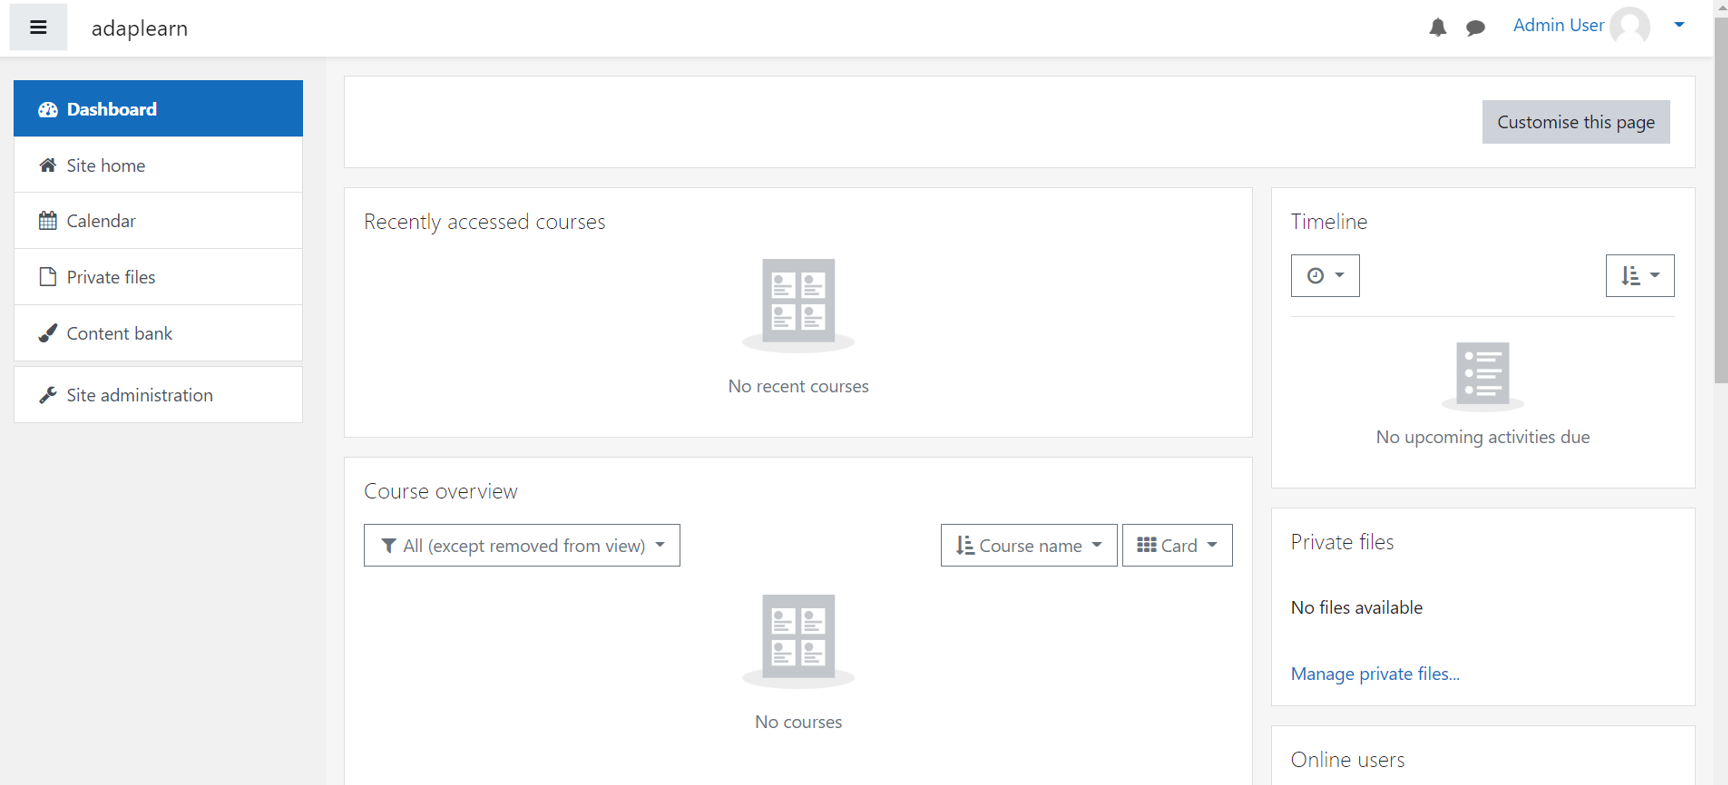 adaplearn
Admin User
Dashboard
Site home
Calendar
Private files
Content bank
Site administration
Customise this page
Recently accessed courses
No recent courses
Course overview
All (except removed from view)
Course name
Card
No courses
Timeline
No upcoming activities due
Private files
No files available
Manage private files...
Online users